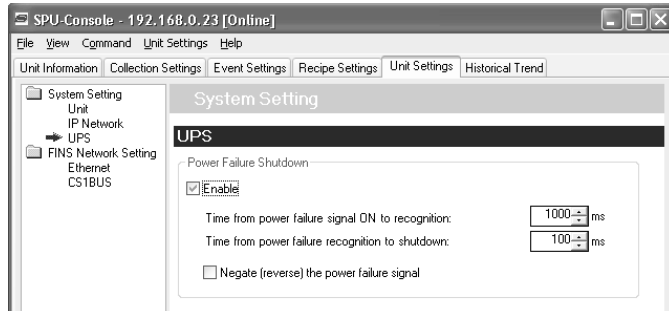 SPU-Console - 192.168.0.23 [Online]
File View Command Unit Settings Help
Unit Information Collection Settings Event Settings Recipe Settings Unit Settings Historical Trend
System Setting
Unit
IP Network
UPS
FINS Network Setting
Ethernet
CS1BUS
System Setting
UPS
Power Failure Shutdown
Enable
Time from power failure signal ON to recognition: 1000 ms
Time from power failure recognition to shutdown: 100 ms
Negate (reverse) the power failure signal